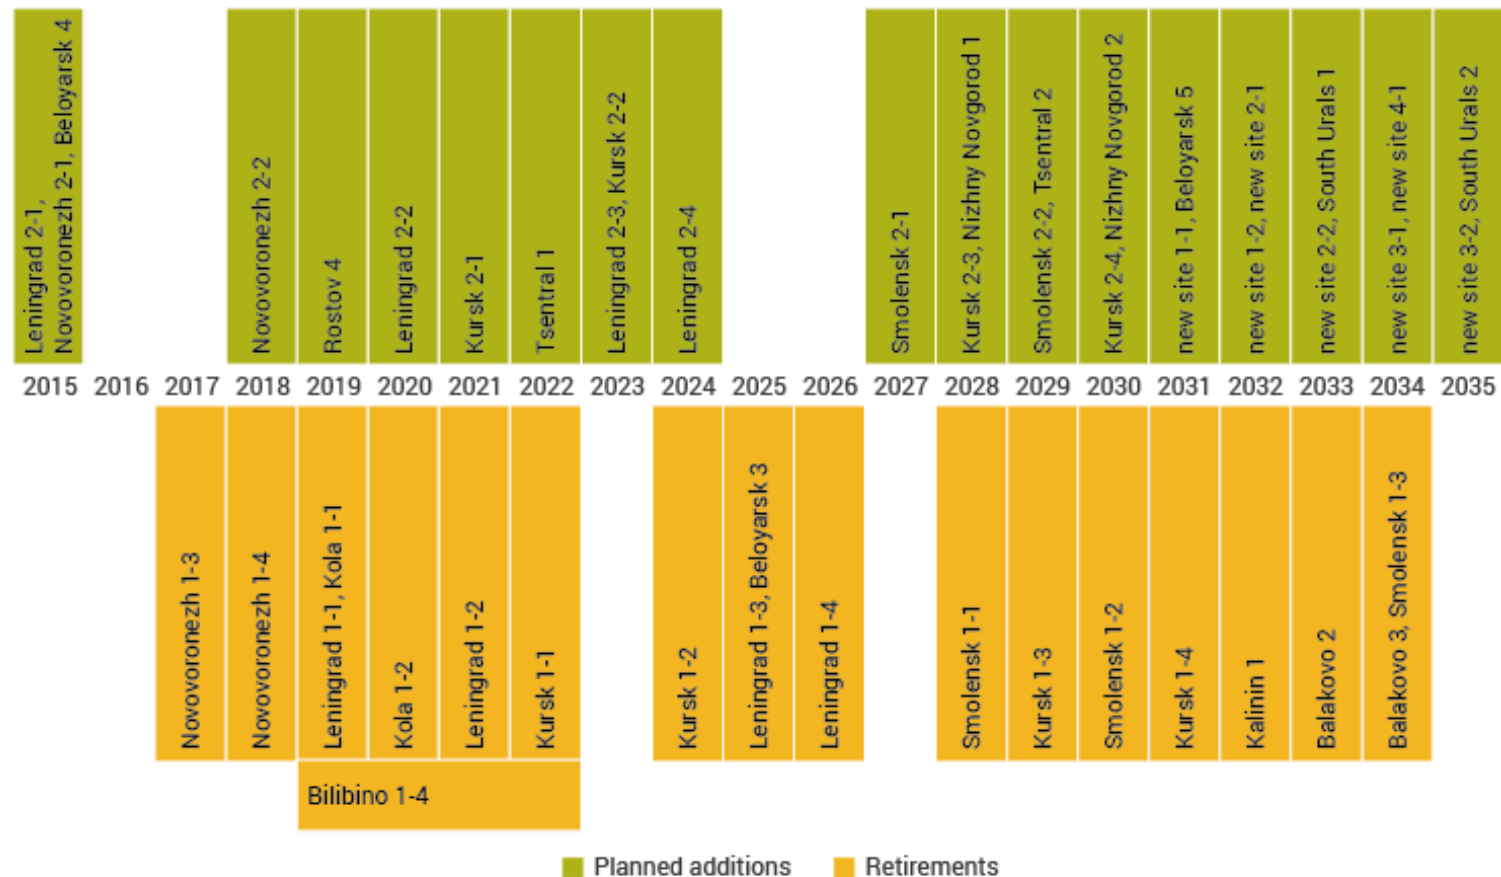 Leningrad 2-1,
Novovoronezh 2-1, Beloyarsk 4
Novovoronezh 2-2
Rostov 4
Leningrad 2-2
Kursk 2-1
Tsentral 1
Leningrad 2-3, Kursk 2-2
Leningrad 2-4
Smolensk 2-1
Kursk 2-3, Nizhny Novgorod 1
Smolensk 2-2, Tsentral 2
Kursk 2-4, Nizhny Novgorod 2
new site 1-1, Beloyarsk 5
new site 1-2, new site 2-1
new site 2-2, South Urals 1
new site 3-1, new site 4-1
new site 3-2, South Urals 2
2015 2016 2017 2018 2019 2020 2021 2022 2023 2024 2025 2026 2027 2028 2029 2030 2031 2032 2033 2034 2035
Novovoronezh 1-3
Novovoronezh 1-4
Leningrad 1-1, Kola 1-1
Kola 1-2
Leningrad 1-2
Kursk 1-1
Kursk 1-2
Leningrad 1-3, Beloyarsk 3
Leningrad 1-4
Smolensk 1-1
Kursk 1-3
Smolensk 1-2
Kursk 1-4
Kalinin 1
Balakovo 2
Balakovo 3, Smolensk 1-3
Bilibino 1-4
Planned additions Retirements